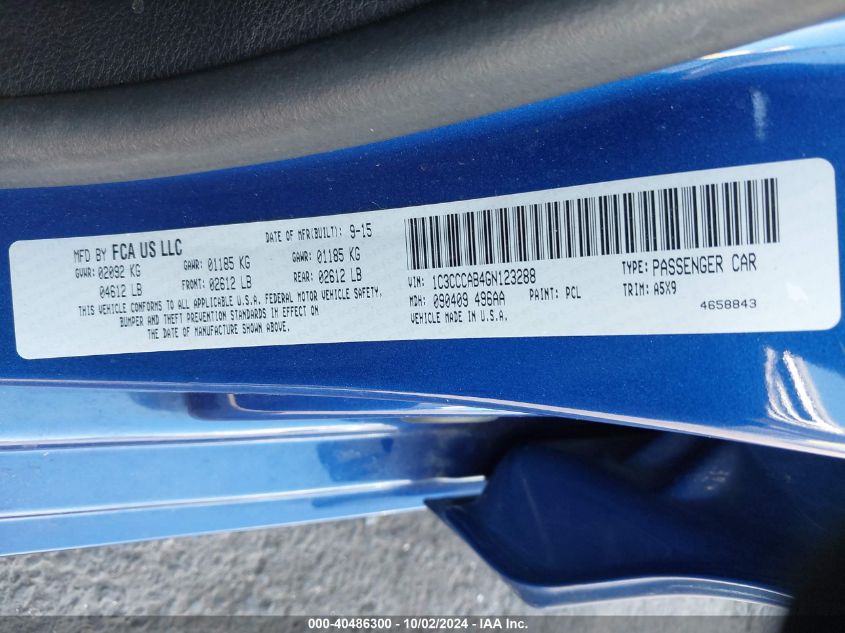 MFD BY FCA US LLC DATE OF MFR(BUILT): 9-15
GVWR: 02092 KG GAWR: 01185 KG GAWR: 01185 KG
04612 LB FRONT: 02612 LB REAR: 02612 LB
THIS VEHICLE CONFORMS TO ALL APPLICABLE U.S.A. FEDERAL MOTOR VEHICLE SAFETY,
BUMPER AND THEFT PREVENTION STANDARDS IN EFFECT ON
THE DATE OF MANUFACTURE SHOWN ABOVE.
VIN: 1C3CCCAB4GN123288 TYPE: PASSENGER CAR
MDH: 090409 496AA PAINT: PCL TRIM: A5X9
VEHICLE MADE IN U.S.A. 4658843
000-40486300 - 10/02/2024 - IAA Inc.